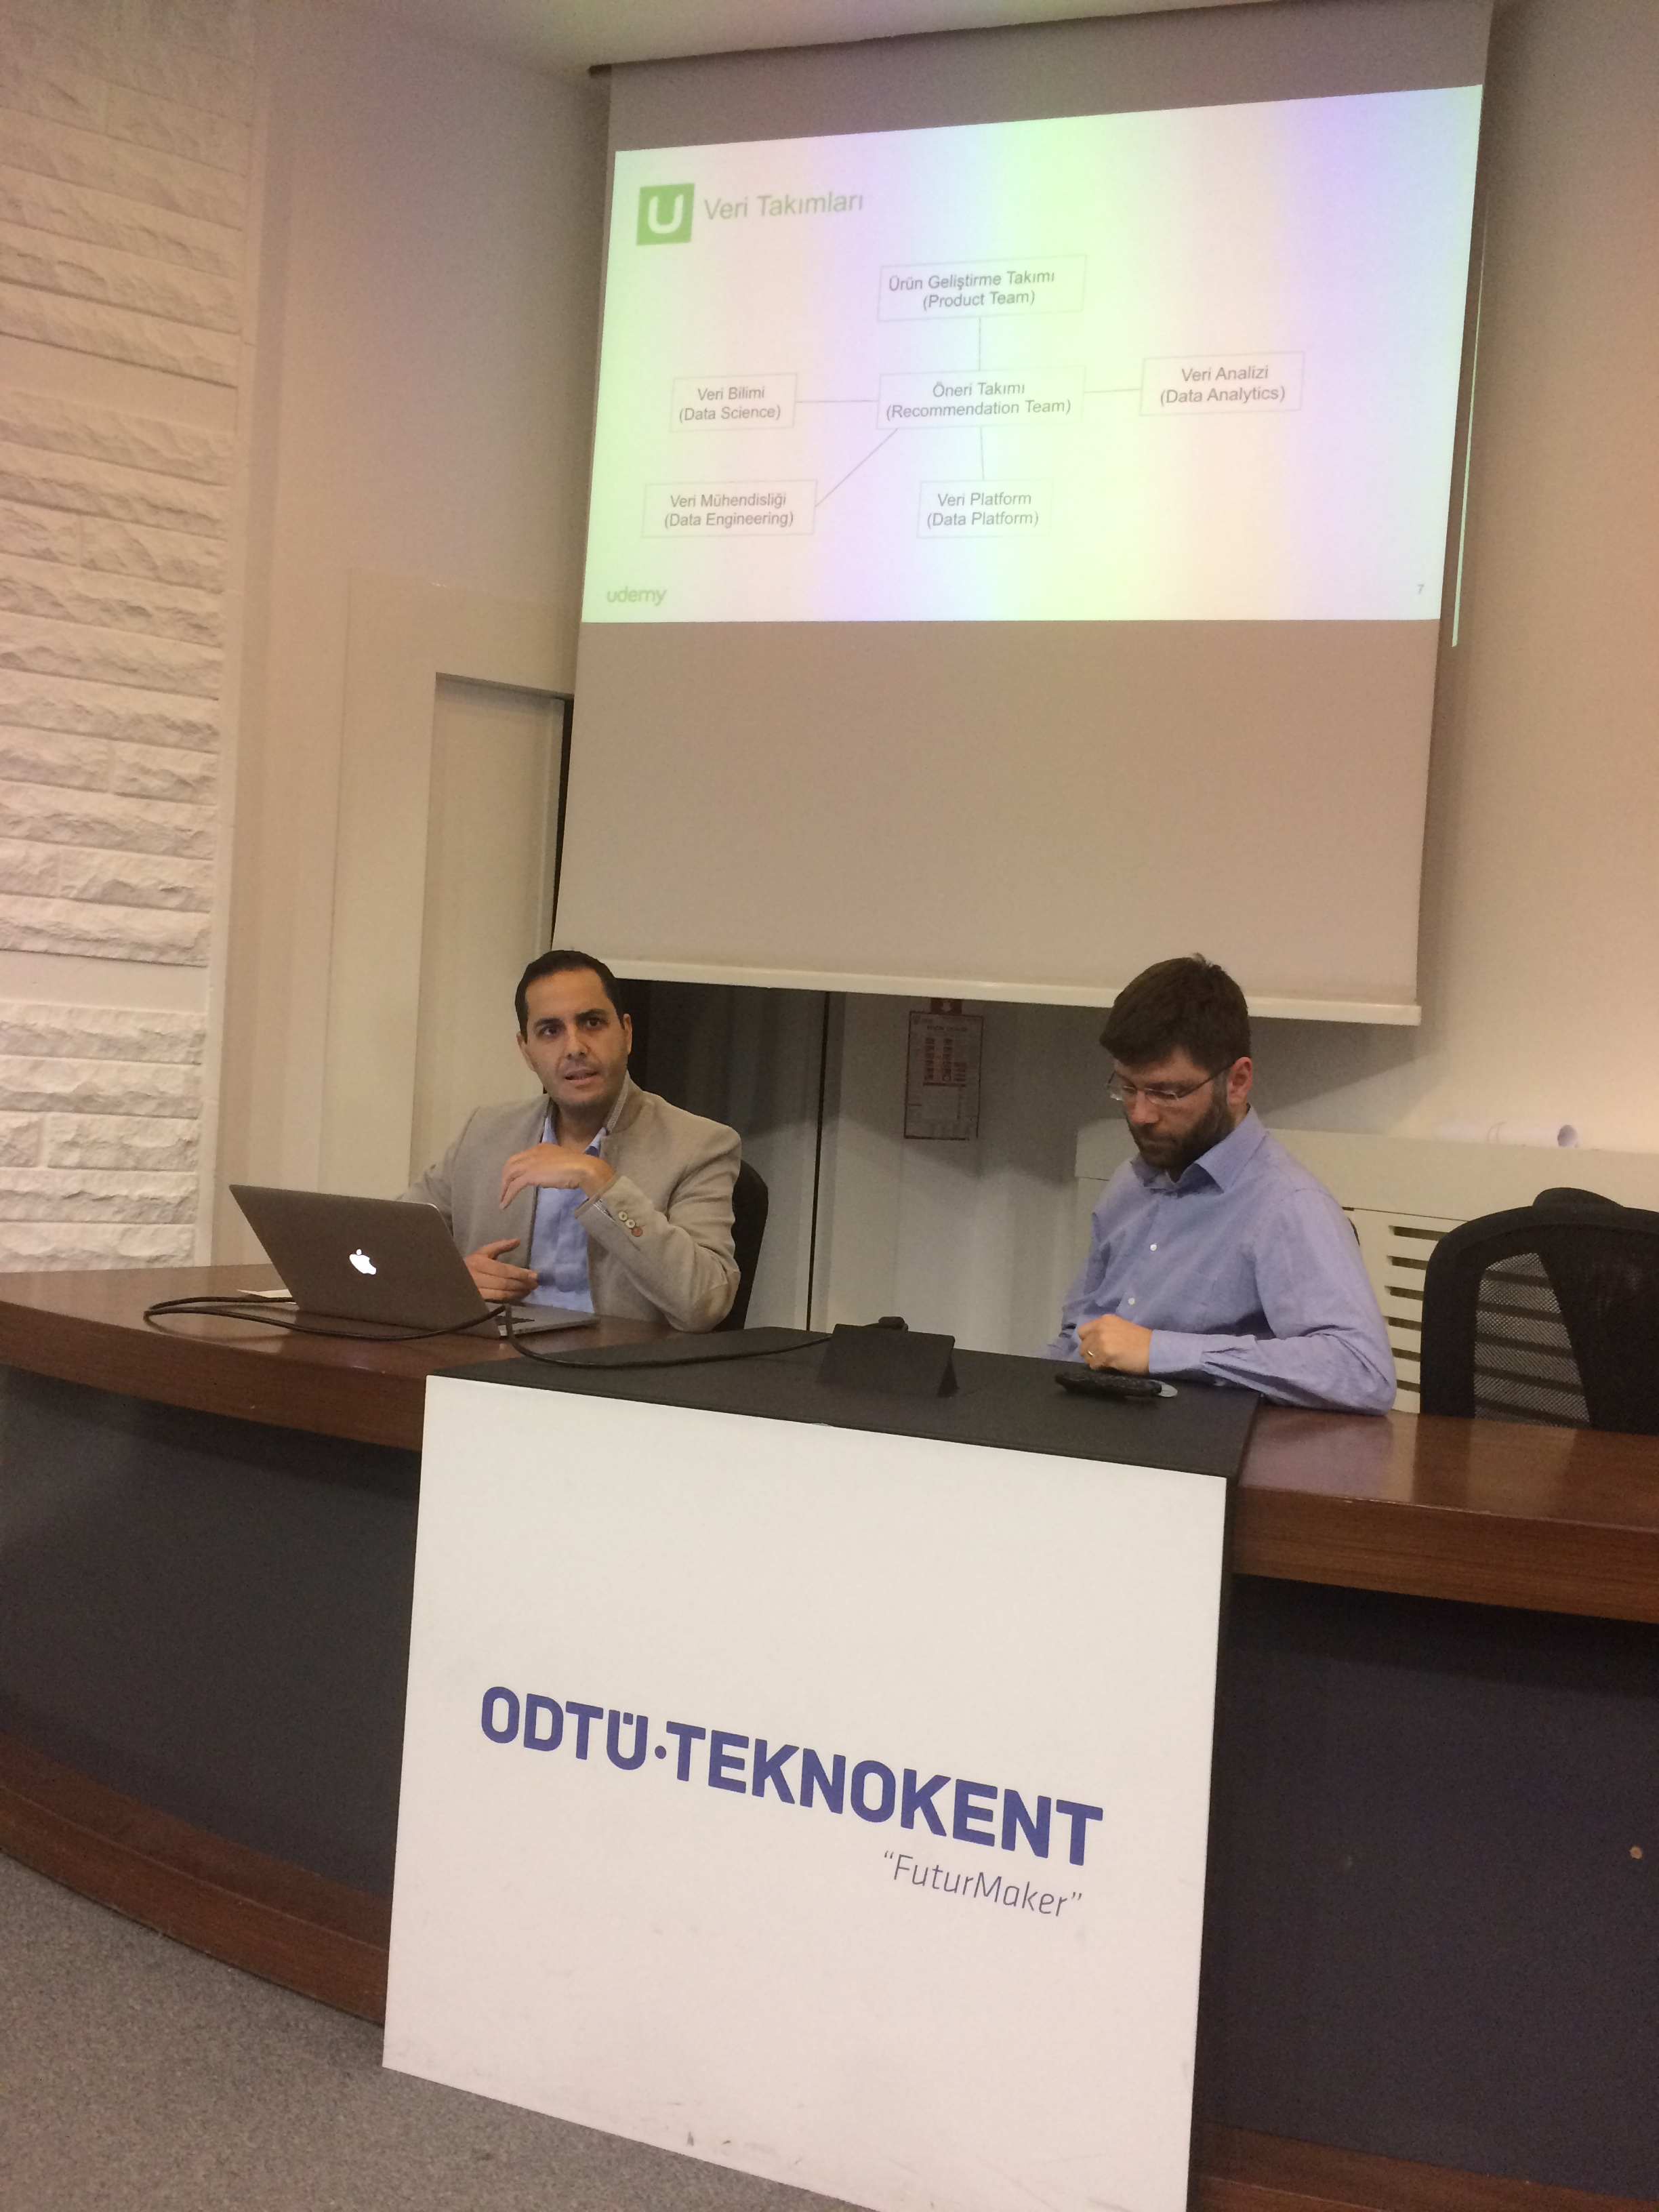 U Veri Takımları
Ürün Geliştirme Takımı
(Product Team)
Veri Bilimi
(Data Science)
Öneri Takımı
(Recommendation Team)
Veri Analizi
(Data Analytics)
Veri Mühendisliği
(Data Engineering)
Veri Platform
(Data Platform)
udemy
7
ODTÜ·TEKNOKENT
“FuturMaker”